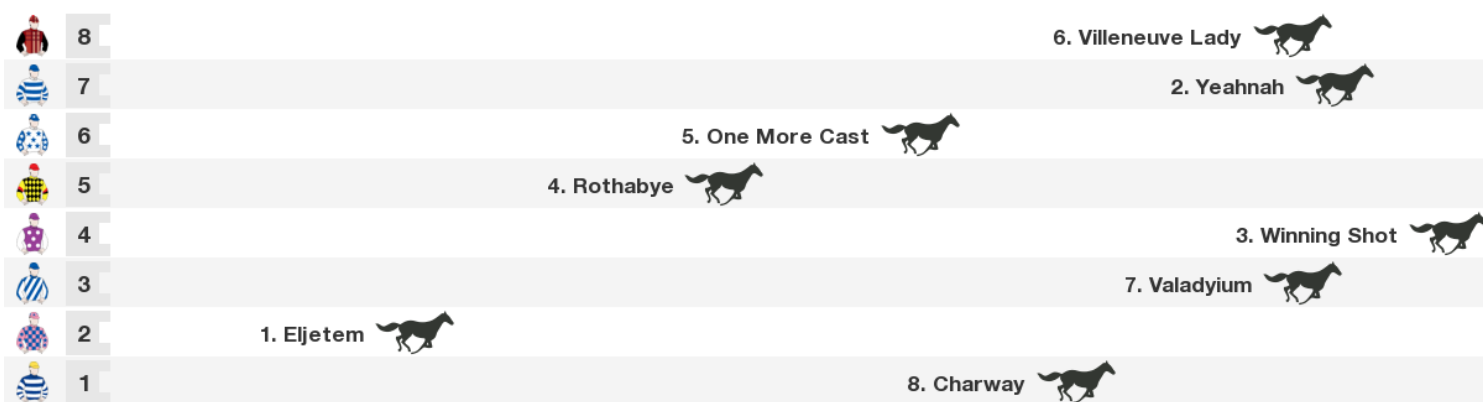 8 6. Villeneuve Lady
7 2. Yeahnah
6 5. One More Cast
5 4. Rothabye
4 3. Winning Shot
3 7. Valadyium
2 1. Eljetem
1 8. Charway